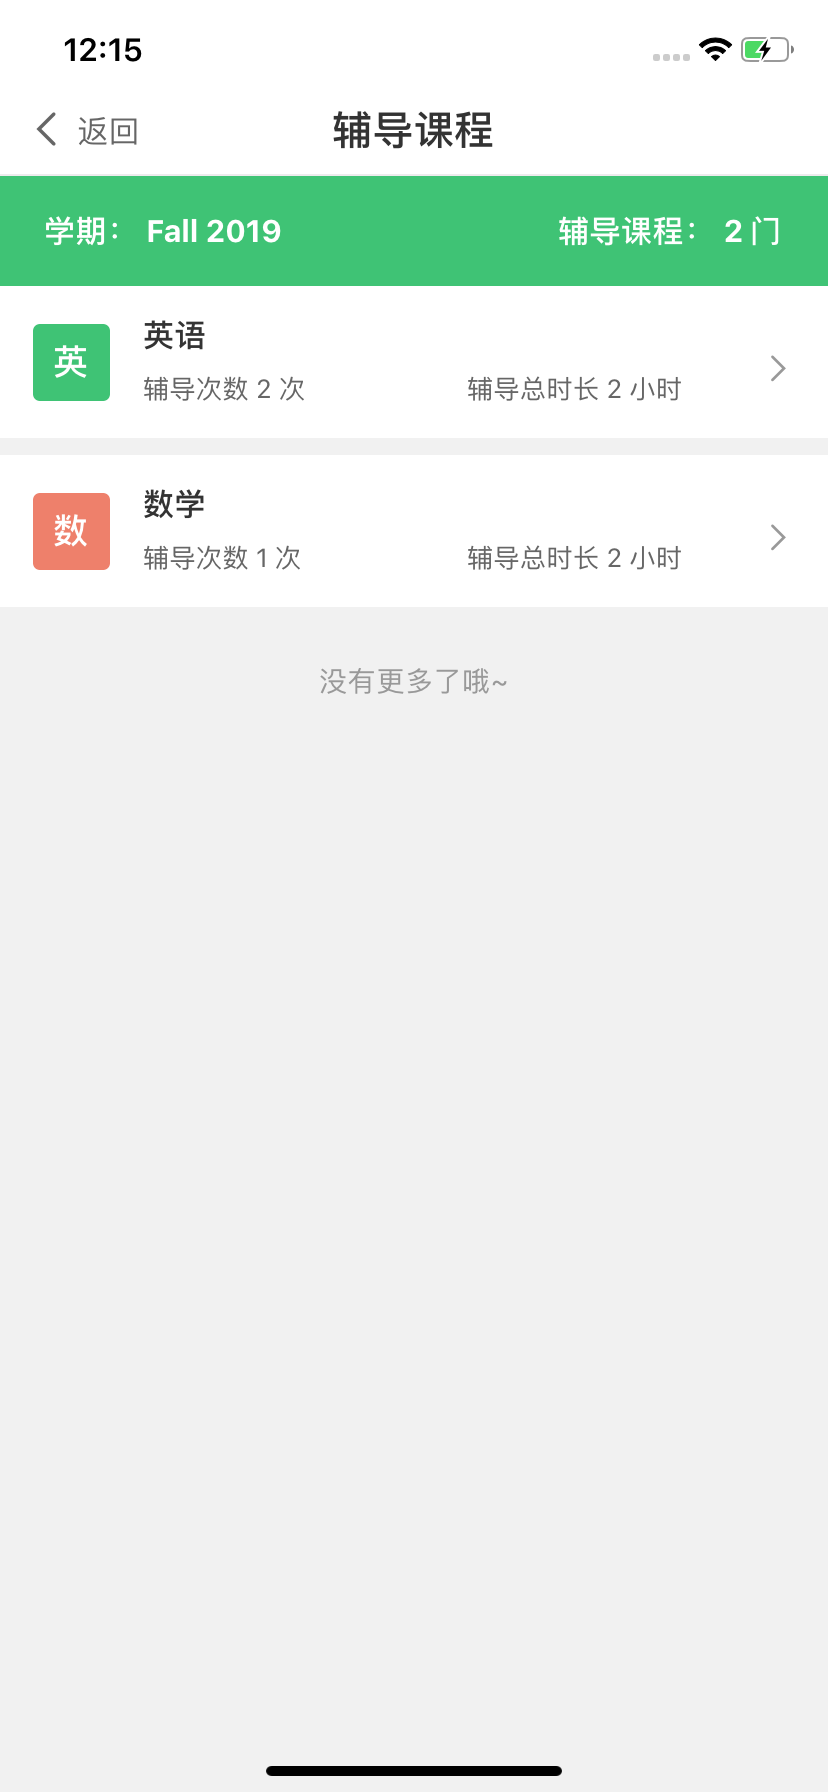 12:15
返回
辅导课程
学期： Fall 2019
辅导课程： 2 门
英
英语
辅导次数 2 次
辅导总时长 2 小时
数
数学
辅导次数 1 次
辅导总时长 2 小时
没有更多了哦~